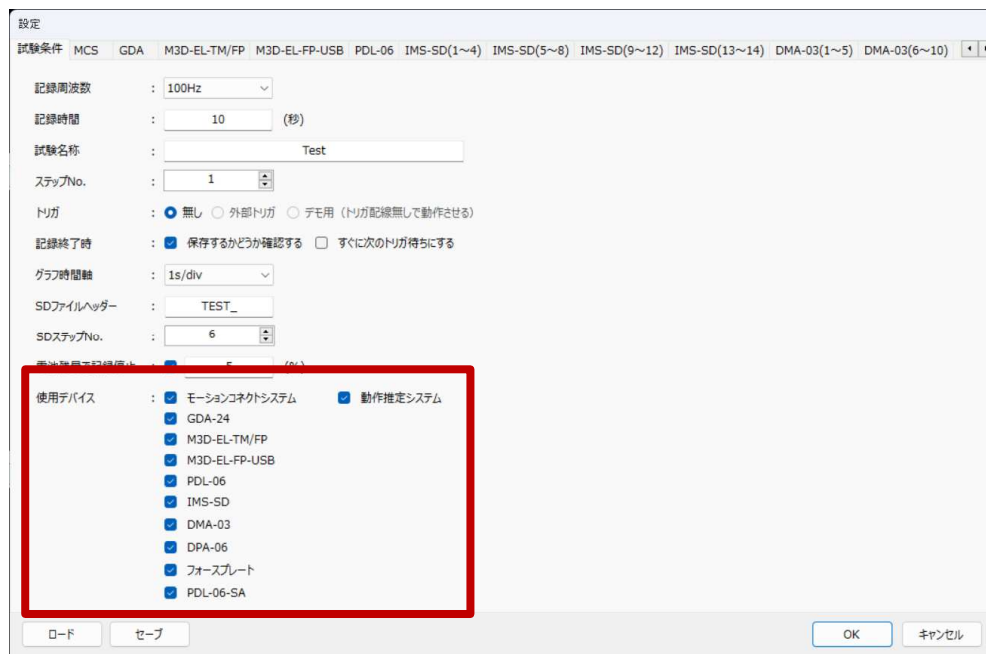 設定
試験条件 MCS GDA M3D-EL-TM/FP M3D-EL-FP-USB PDL-06 IMS-SD(1～4) IMS-SD(5～8) IMS-SD(9～12) IMS-SD(13～14) DMA-03(1～5) DMA-03(6～10)
記録周波数 : 100Hz
記録時間 : 10 (秒)
試験名称 : Test
ステップNo. : 1
トリガ : 無し 外部トリガ デモ用（トリガ配線無しで動作させる）
記録終了時 : 保存するかどうか確認する すぐに次のトリガ待ちにする
グラフ時間軸 : 1s/div
SDファイルヘッダー : TEST_
SDステップNo. : 6
電池残量で記録停止 : 5 (%)
使用デバイス : モーションコネクトシステム 動作推定システム
GDA-24
M3D-EL-TM/FP
M3D-EL-FP-USB
PDL-06
IMS-SD
DMA-03
DPA-06
フォースプレート
PDL-06-SA
ロード セーブ OK キャンセル